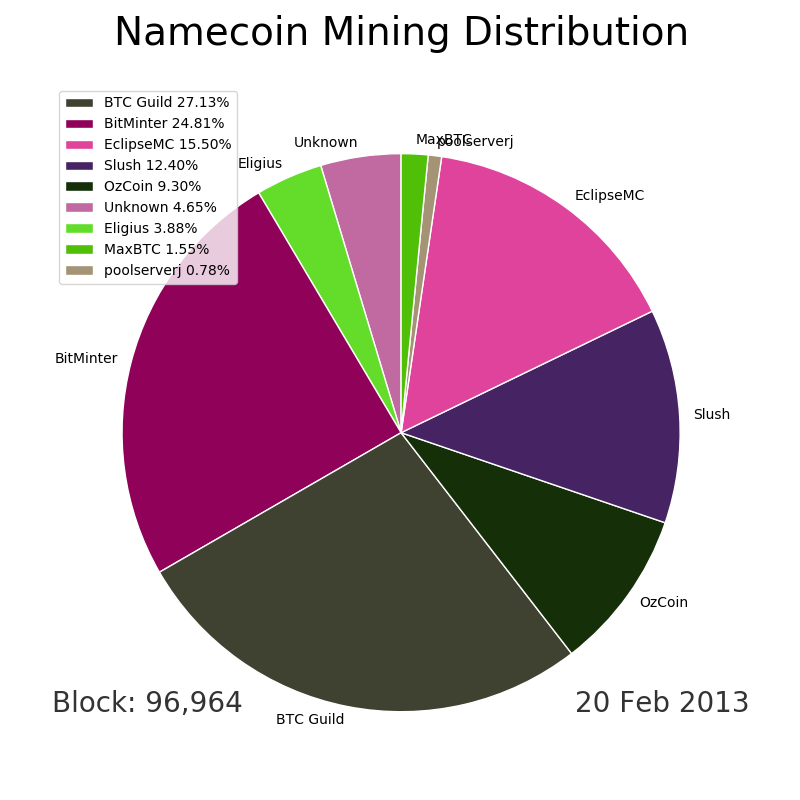 Namecoin Mining Distribution
BTC Guild 27.13%
BitMinter 24.81%
EclipseMC 15.50%
Slush 12.40%
OzCoin 9.30%
Unknown 4.65%
Eligius 3.88%
MaxBTC 1.55%
poolserverj 0.78%
MaxBTC
poolserverj
Unknown
Eligius
EclipseMC
BitMinter
Slush
OzCoin
BTC Guild
Block: 96,964
20 Feb 2013